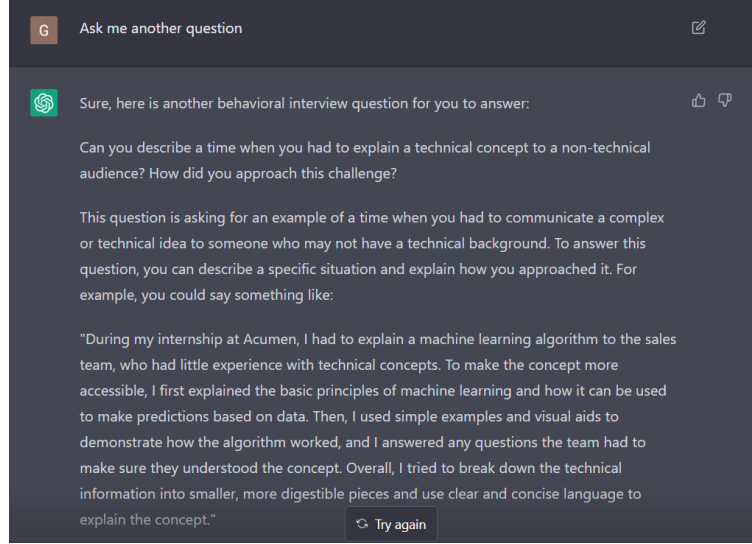 G
Ask me another question
Sure, here is another behavioral interview question for you to answer:
Can you describe a time when you had to explain a technical concept to a non-technical
audience? How did you approach this challenge?
This question is asking for an example of a time when you had to communicate a complex
or technical idea to someone who may not have a technical background. To answer this
question, you can describe a specific situation and explain how you approached it. For
example, you could say something like:
"During my internship at Acumen, I had to explain a machine learning algorithm to the sales
team, who had little experience with technical concepts. To make the concept more
accessible, I first explained the basic principles of machine learning and how it can be used
to make predictions based on data. Then, I used simple examples and visual aids to
demonstrate how the algorithm worked, and I answered any questions the team had to
make sure they understood the concept. Overall, I tried to break down the technical
information into smaller, more digestible pieces and use clear and concise language to
explain the concept."
Try again